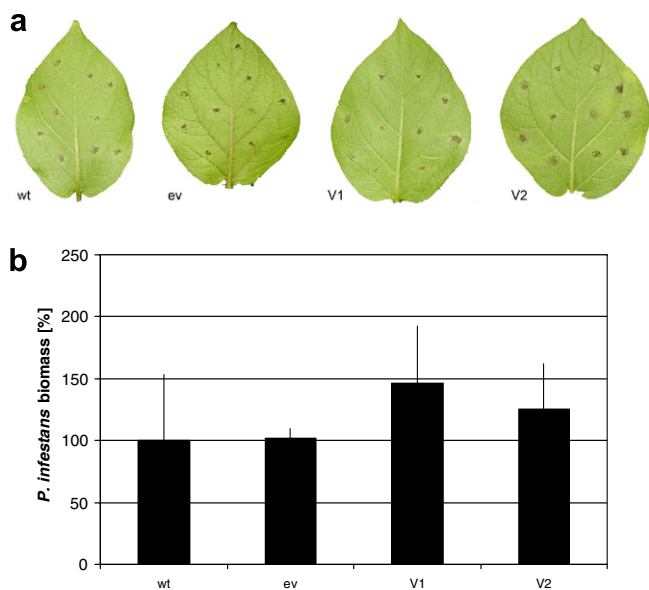 a
wt ev V1 V2
b
P. infestans biomass [%]
250
200
150
100
50
0
wt ev V1 V2